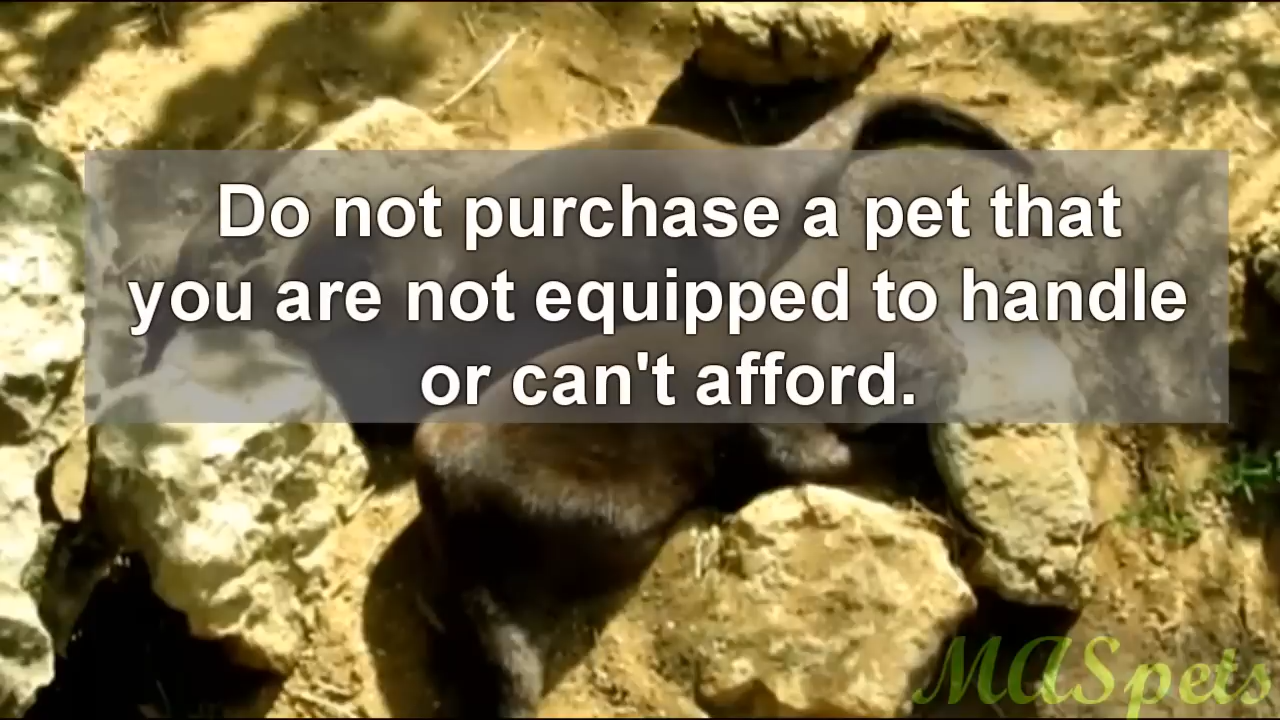 Do not purchase a pet that
you are not equipped to handle
or can't afford.
MASpets